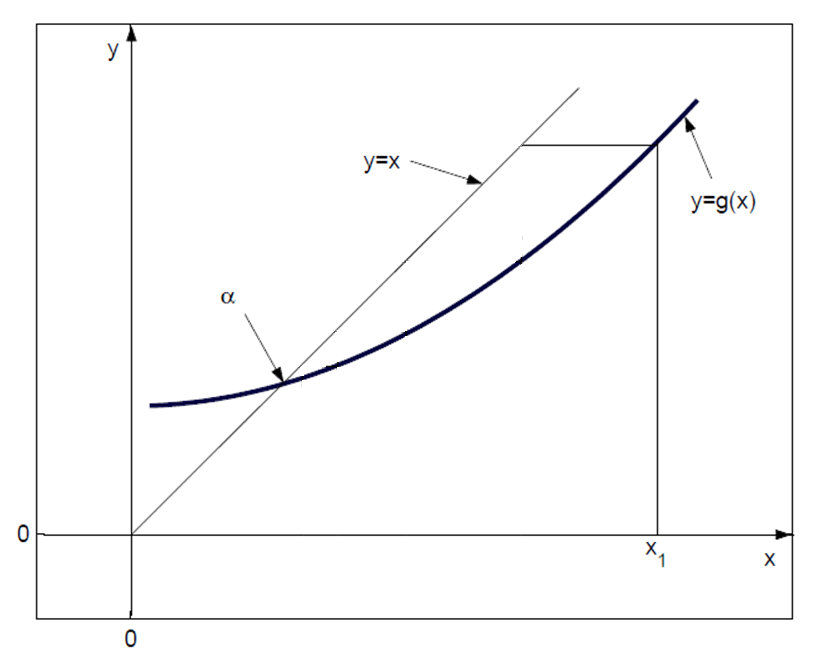 y
y=x
y=g(x)
α
0
x₁
x
0